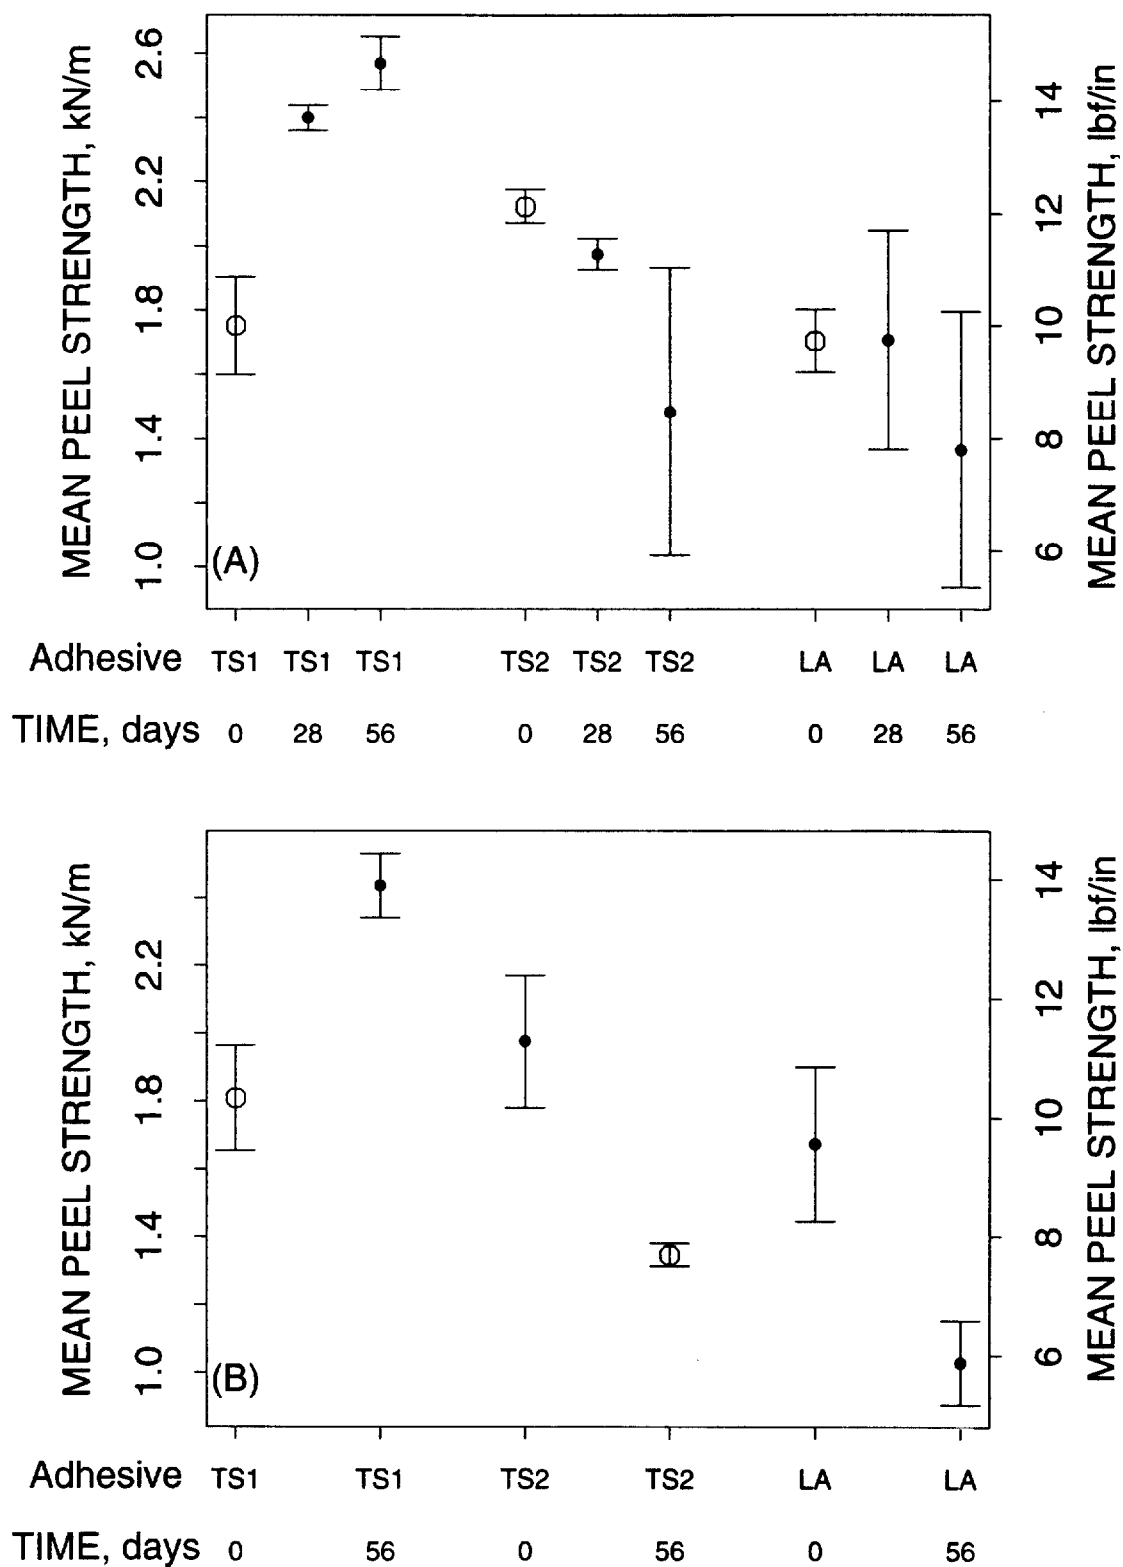 MEAN PEEL STRENGTH, kN/m
2.6
2.2
1.8
1.4
1.0
(A)
14
12
10
8
6
MEAN PEEL STRENGTH, lbf/in
Adhesive TS1 TS1 TS1 TS2 TS2 TS2 LA LA LA
TIME, days 0 28 56 0 28 56 0 28 56
MEAN PEEL STRENGTH, kN/m
2.2
1.8
1.4
1.0
(B)
14
12
10
8
6
MEAN PEEL STRENGTH, lbf/in
Adhesive TS1 TS1 TS2 TS2 LA LA
TIME, days 0 56 0 56 0 56